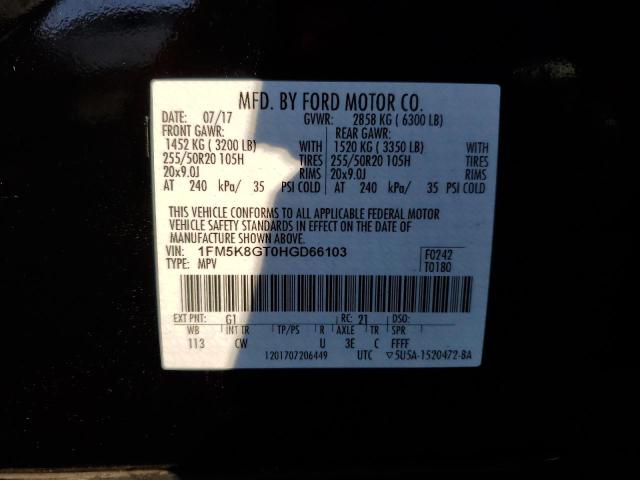 MFD. BY FORD MOTOR CO.
DATE: 07/17 GVWR: 2858 KG ( 6300 LB)
FRONT GAWR: REAR GAWR:
1452 KG ( 3200 LB) 1520 KG ( 3350 LB)
255/50R20 105H TIRES 255/50R20 105H TIRES
20x9.0J RIMS 20x9.0J RIMS
AT 240 kPa/ 35 PSI COLD AT 240 kPa/ 35 PSI COLD
THIS VEHICLE CONFORMS TO ALL APPLICABLE FEDERAL MOTOR
VEHICLE SAFETY STANDARDS IN EFFECT ON THE DATE OF
MANUFACTURE SHOWN ABOVE.
VIN: 1FM5K8GT0HGD66103 F0242
TYPE: MPV T0180
EXT PNT: G1 RC: 21 DSO:
WB INT TR TP/PS R AXLE TR SPR
113 CW U 3E C FFFF
1201707206449 UTC ▽5U5A-1520472-BA